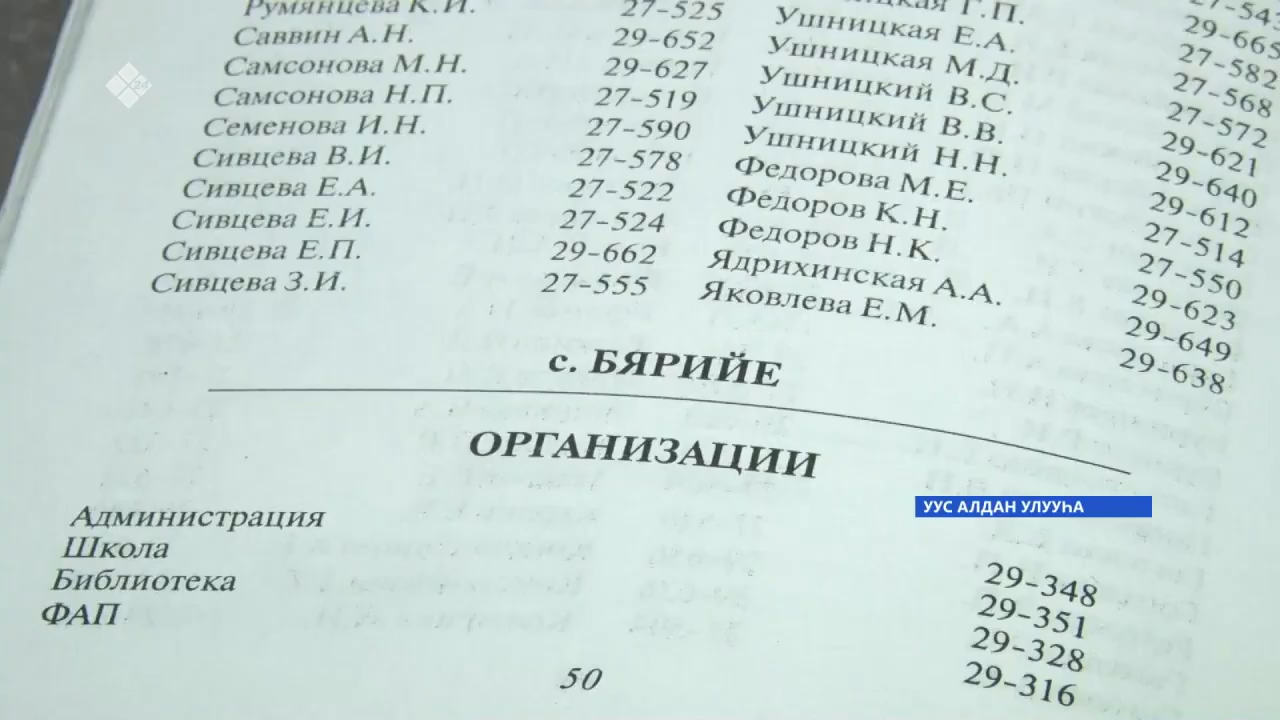 Румянцева К.И. 27-525
Саввин А.Н. 29-652
Самсонова М.Н. 29-627
Самсонова Н.П. 27-519
Семенова И.Н. 27-590
Сивцева В.И. 27-578
Сивцева Е.А. 27-522
Сивцева Е.И. 27-524
Сивцева Е.П. 29-662
Сивцева З.И. 27-555
29-665
Г.П. 27-582
Ушницкая Е.А. 27-568
Ушницкая М.Д. 27-572
Ушницкий В.С. 29-621
Ушницкий В.В. 29-640
Ушницкий Н.Н. 29-612
Федорова М.Е. 27-514
Федоров К.Н. 27-550
Федоров Н.К. 29-623
Ядрихинская А.А. 29-649
Яковлева Е.М. 29-638
с. БЯРИЙЕ
ОРГАНИЗАЦИИ
УУС АЛДАН УЛУУҺА
Администрация 29-348
Школа 29-351
Библиотека 29-328
ФАП 29-316
50